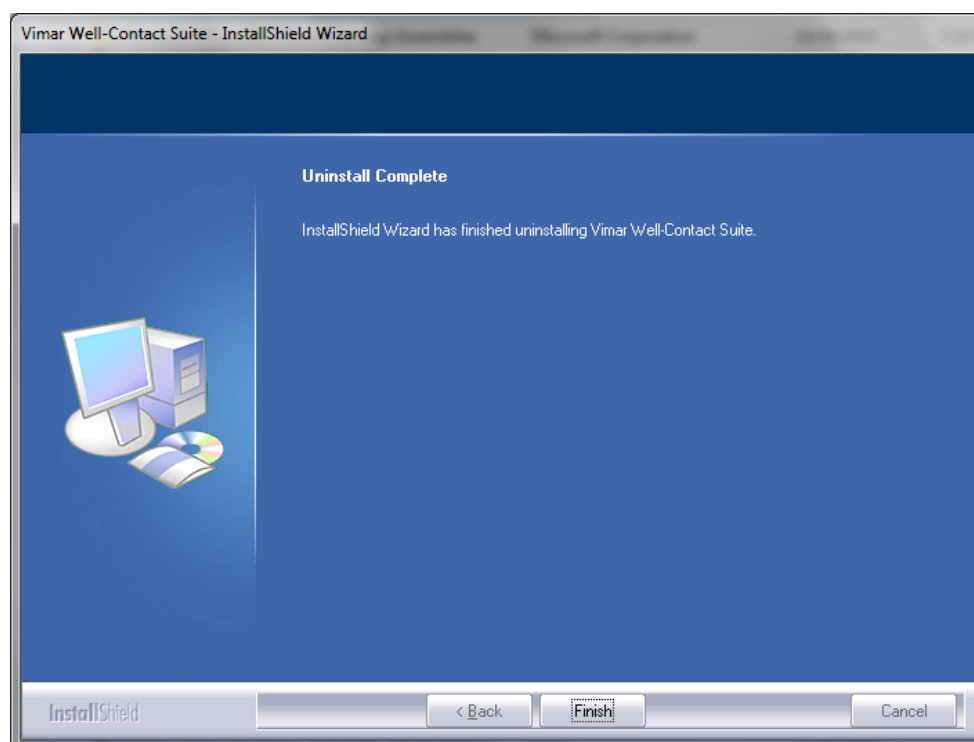 Vimar Well-Contact Suite - InstallShield Wizard
Uninstall Complete
InstallShield Wizard has finished uninstalling Vimar Well-Contact Suite.
InstallShield
< Back
Finish
Cancel